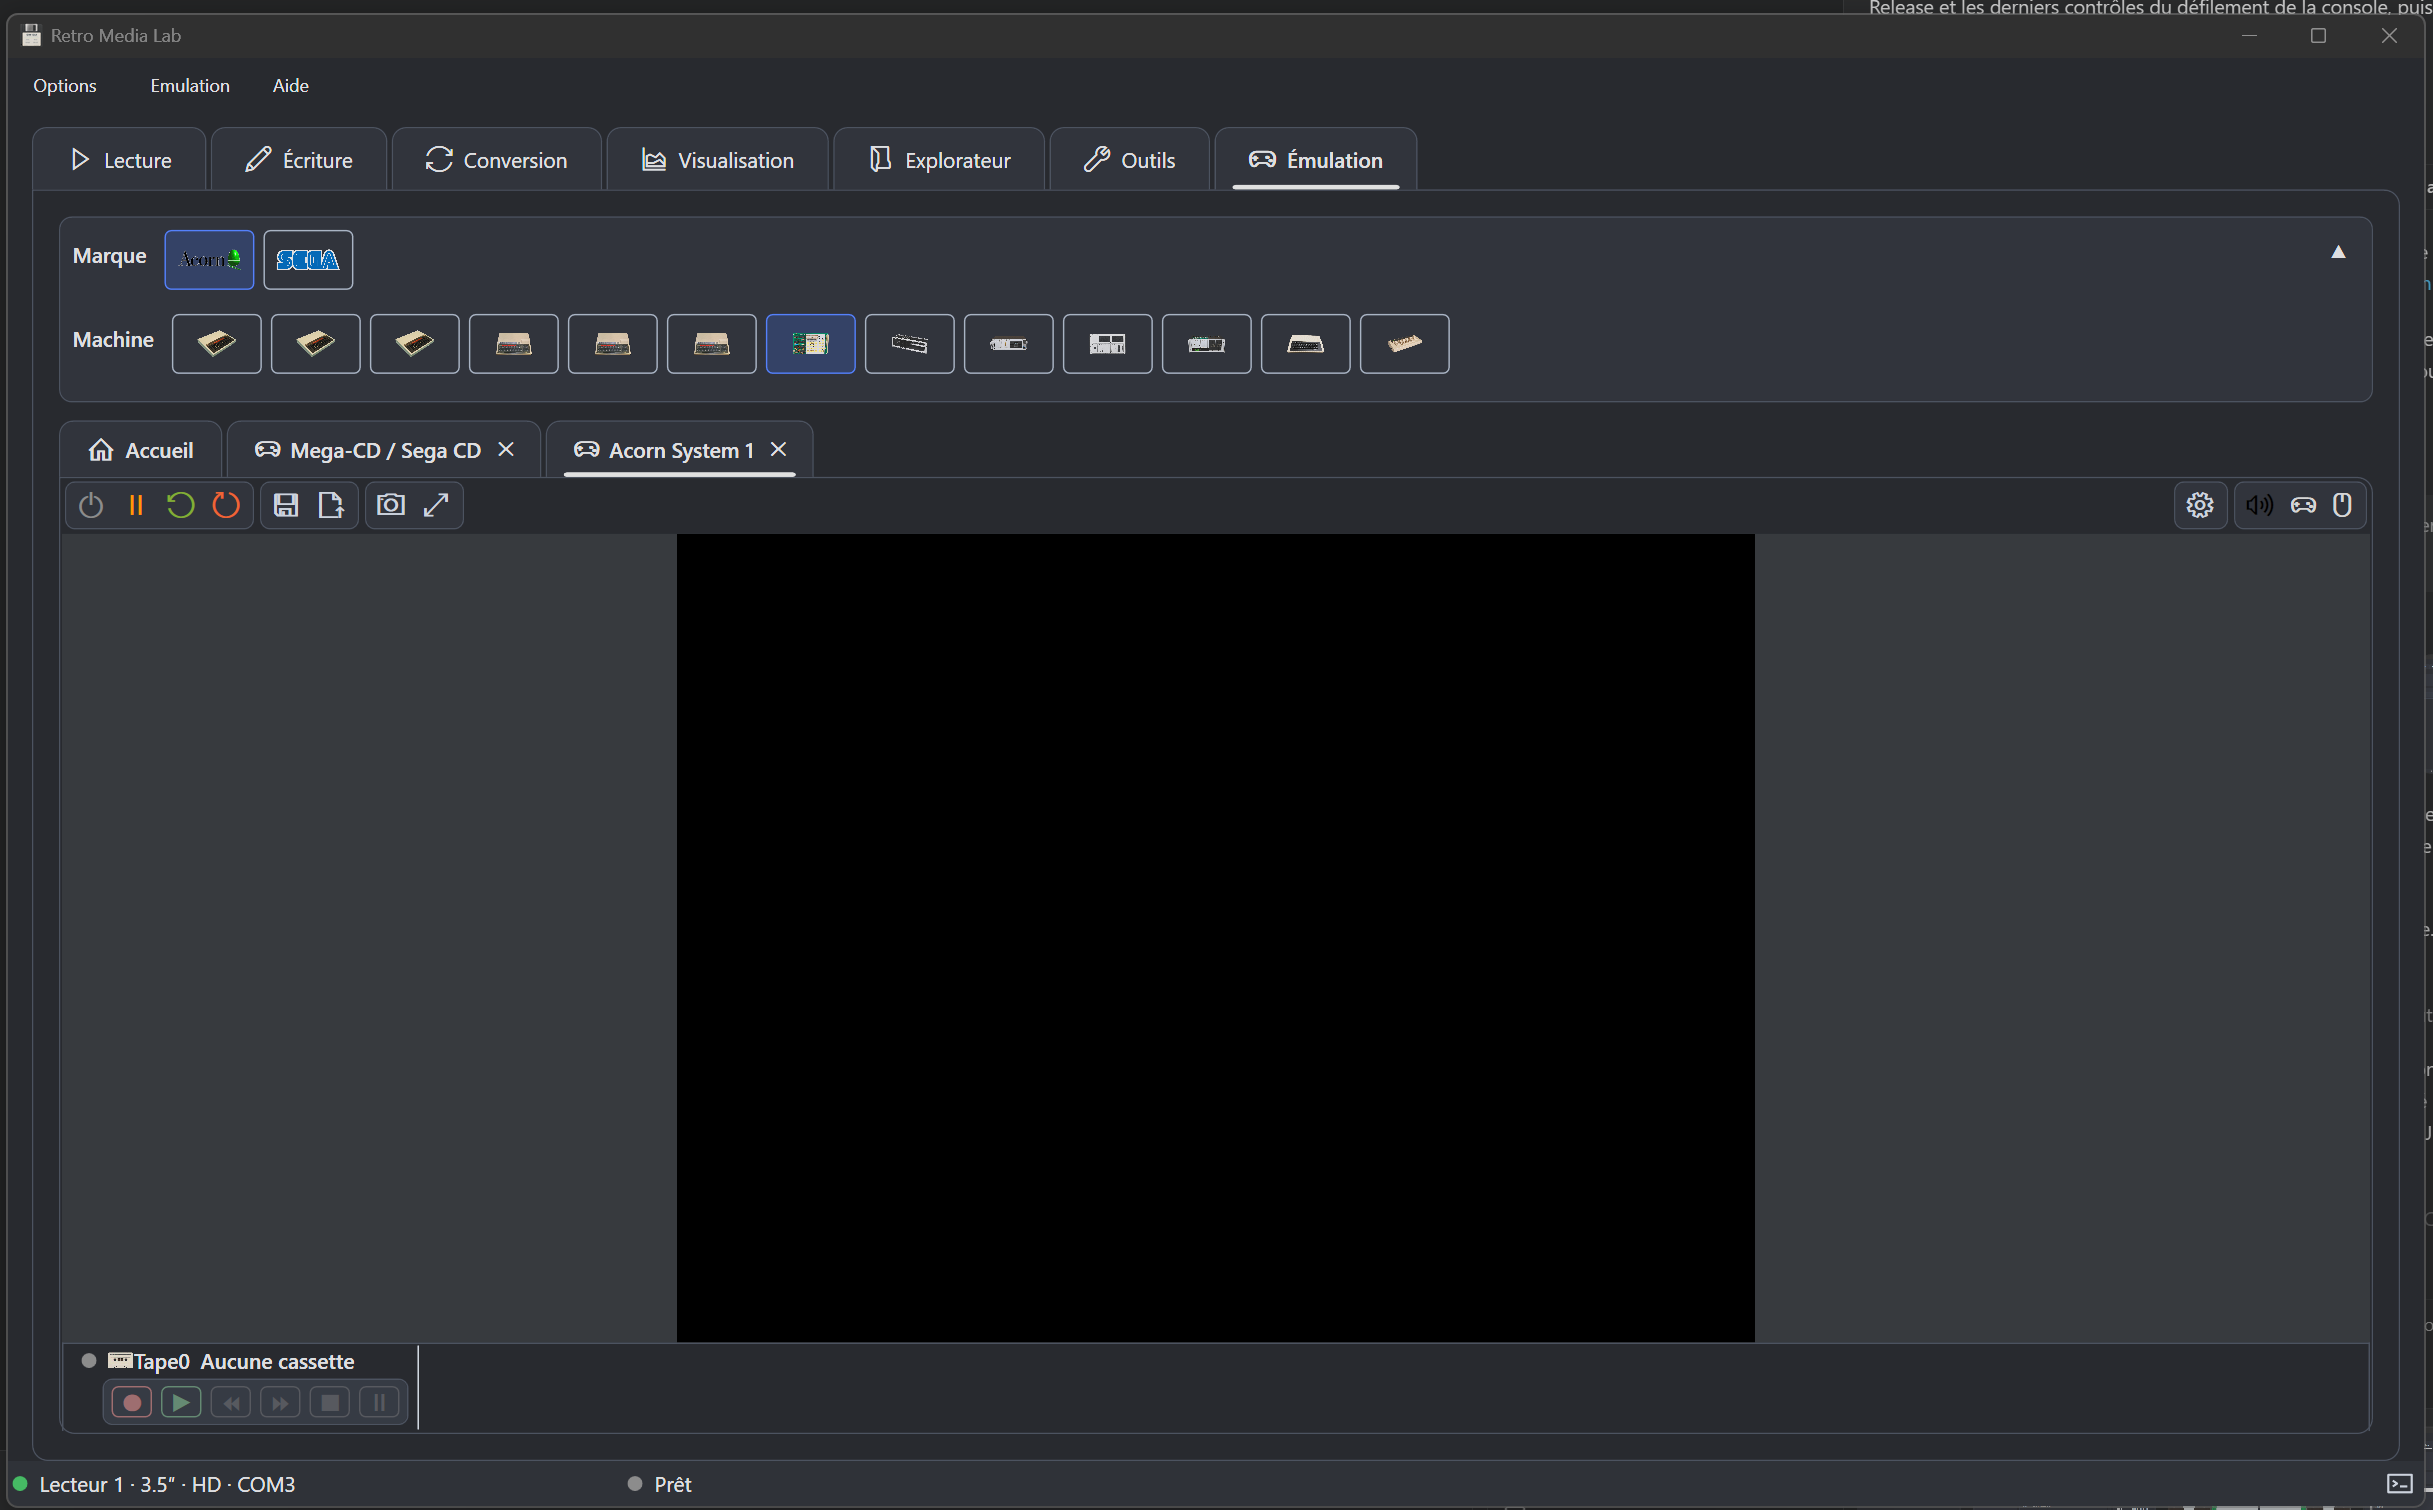 Release et les derniers contrôles du défilement de la console, puis
Retro Media Lab
Options Emulation Aide
Lecture Écriture Conversion Visualisation Explorateur Outils Émulation
Marque Acorn SEGA
Machine
Accueil Mega-CD / Sega CD Acorn System 1
Tape0 Aucune cassette
Lecteur 1 · 3.5" · HD · COM3 Prêt